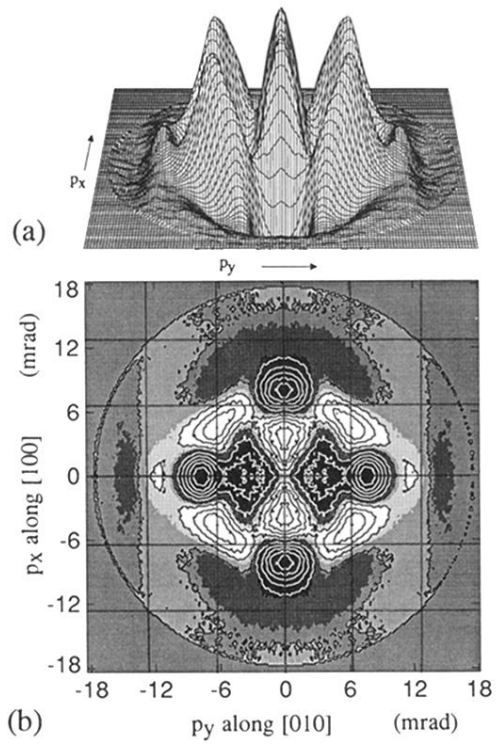 px
(a)
py
18
(mrad)
12
6
0
-6
-12
-18
px along [100]
-18 -12 -6 0 6 12 18
(b) py along [010] (mrad)